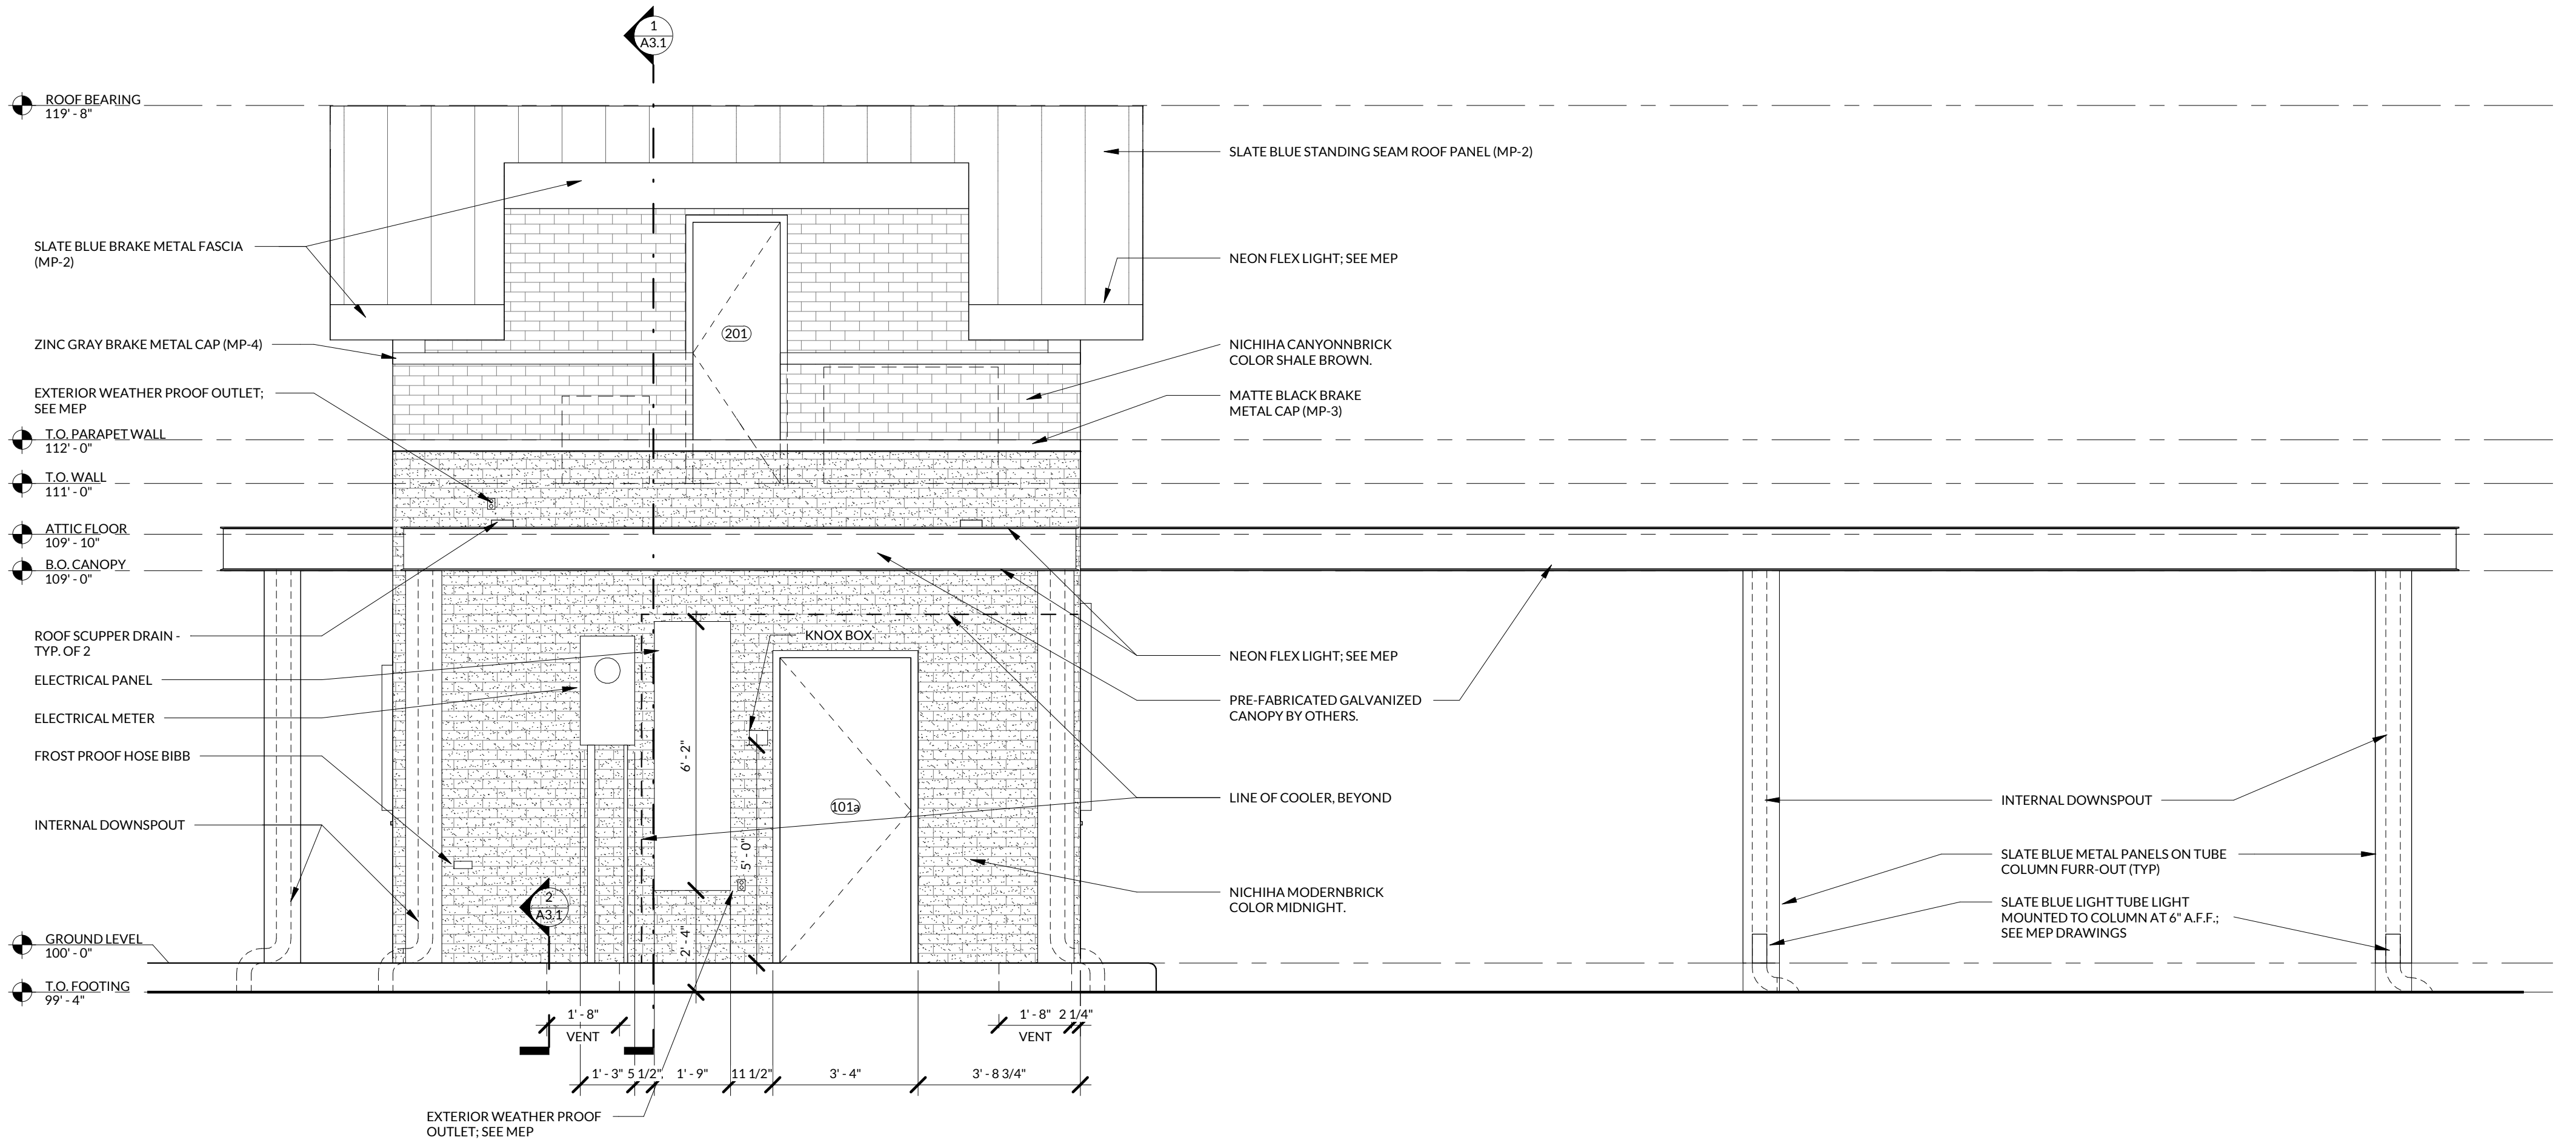 1
A3.1
ROOF BEARING
119' - 8"
SLATE BLUE STANDING SEAM ROOF PANEL (MP-2)
SLATE BLUE BRAKE METAL FASCIA
(MP-2)
NEON FLEX LIGHT; SEE MEP
201
ZINC GRAY BRAKE METAL CAP (MP-4)
NICHIHA CANYONNBRICK
COLOR SHALE BROWN.
EXTERIOR WEATHER PROOF OUTLET;
SEE MEP
MATTE BLACK BRAKE
METAL CAP (MP-3)
T.O. PARAPET WALL
112' - 0"
T.O. WALL
111' - 0"
ATTIC FLOOR
109' - 10"
B.O. CANOPY
109' - 0"
ROOF SCUPPER DRAIN -
TYP. OF 2
KNOX BOX
NEON FLEX LIGHT; SEE MEP
ELECTRICAL PANEL
PRE-FABRICATED GALVANIZED
CANOPY BY OTHERS.
ELECTRICAL METER
FROST PROOF HOSE BIBB
6' - 2"
LINE OF COOLER, BEYOND
INTERNAL DOWNSPOUT
101a
INTERNAL DOWNSPOUT
5' - 0"
SLATE BLUE METAL PANELS ON TUBE
COLUMN FURR-OUT (TYP)
NICHIHA MODERNBRICK
COLOR MIDNIGHT.
SLATE BLUE LIGHT TUBE LIGHT
MOUNTED TO COLUMN AT 6" A.F.F.;
SEE MEP DRAWINGS
2
A3.1
2' - 4"
GROUND LEVEL
100' - 0"
T.O. FOOTING
99' - 4"
1' - 8"
VENT
1' - 8" 2 1/4"
VENT
1' - 3" 5 1/2" 1' - 9" 11 1/2" 3' - 4" 3' - 8 3/4"
EXTERIOR WEATHER PROOF
OUTLET; SEE MEP